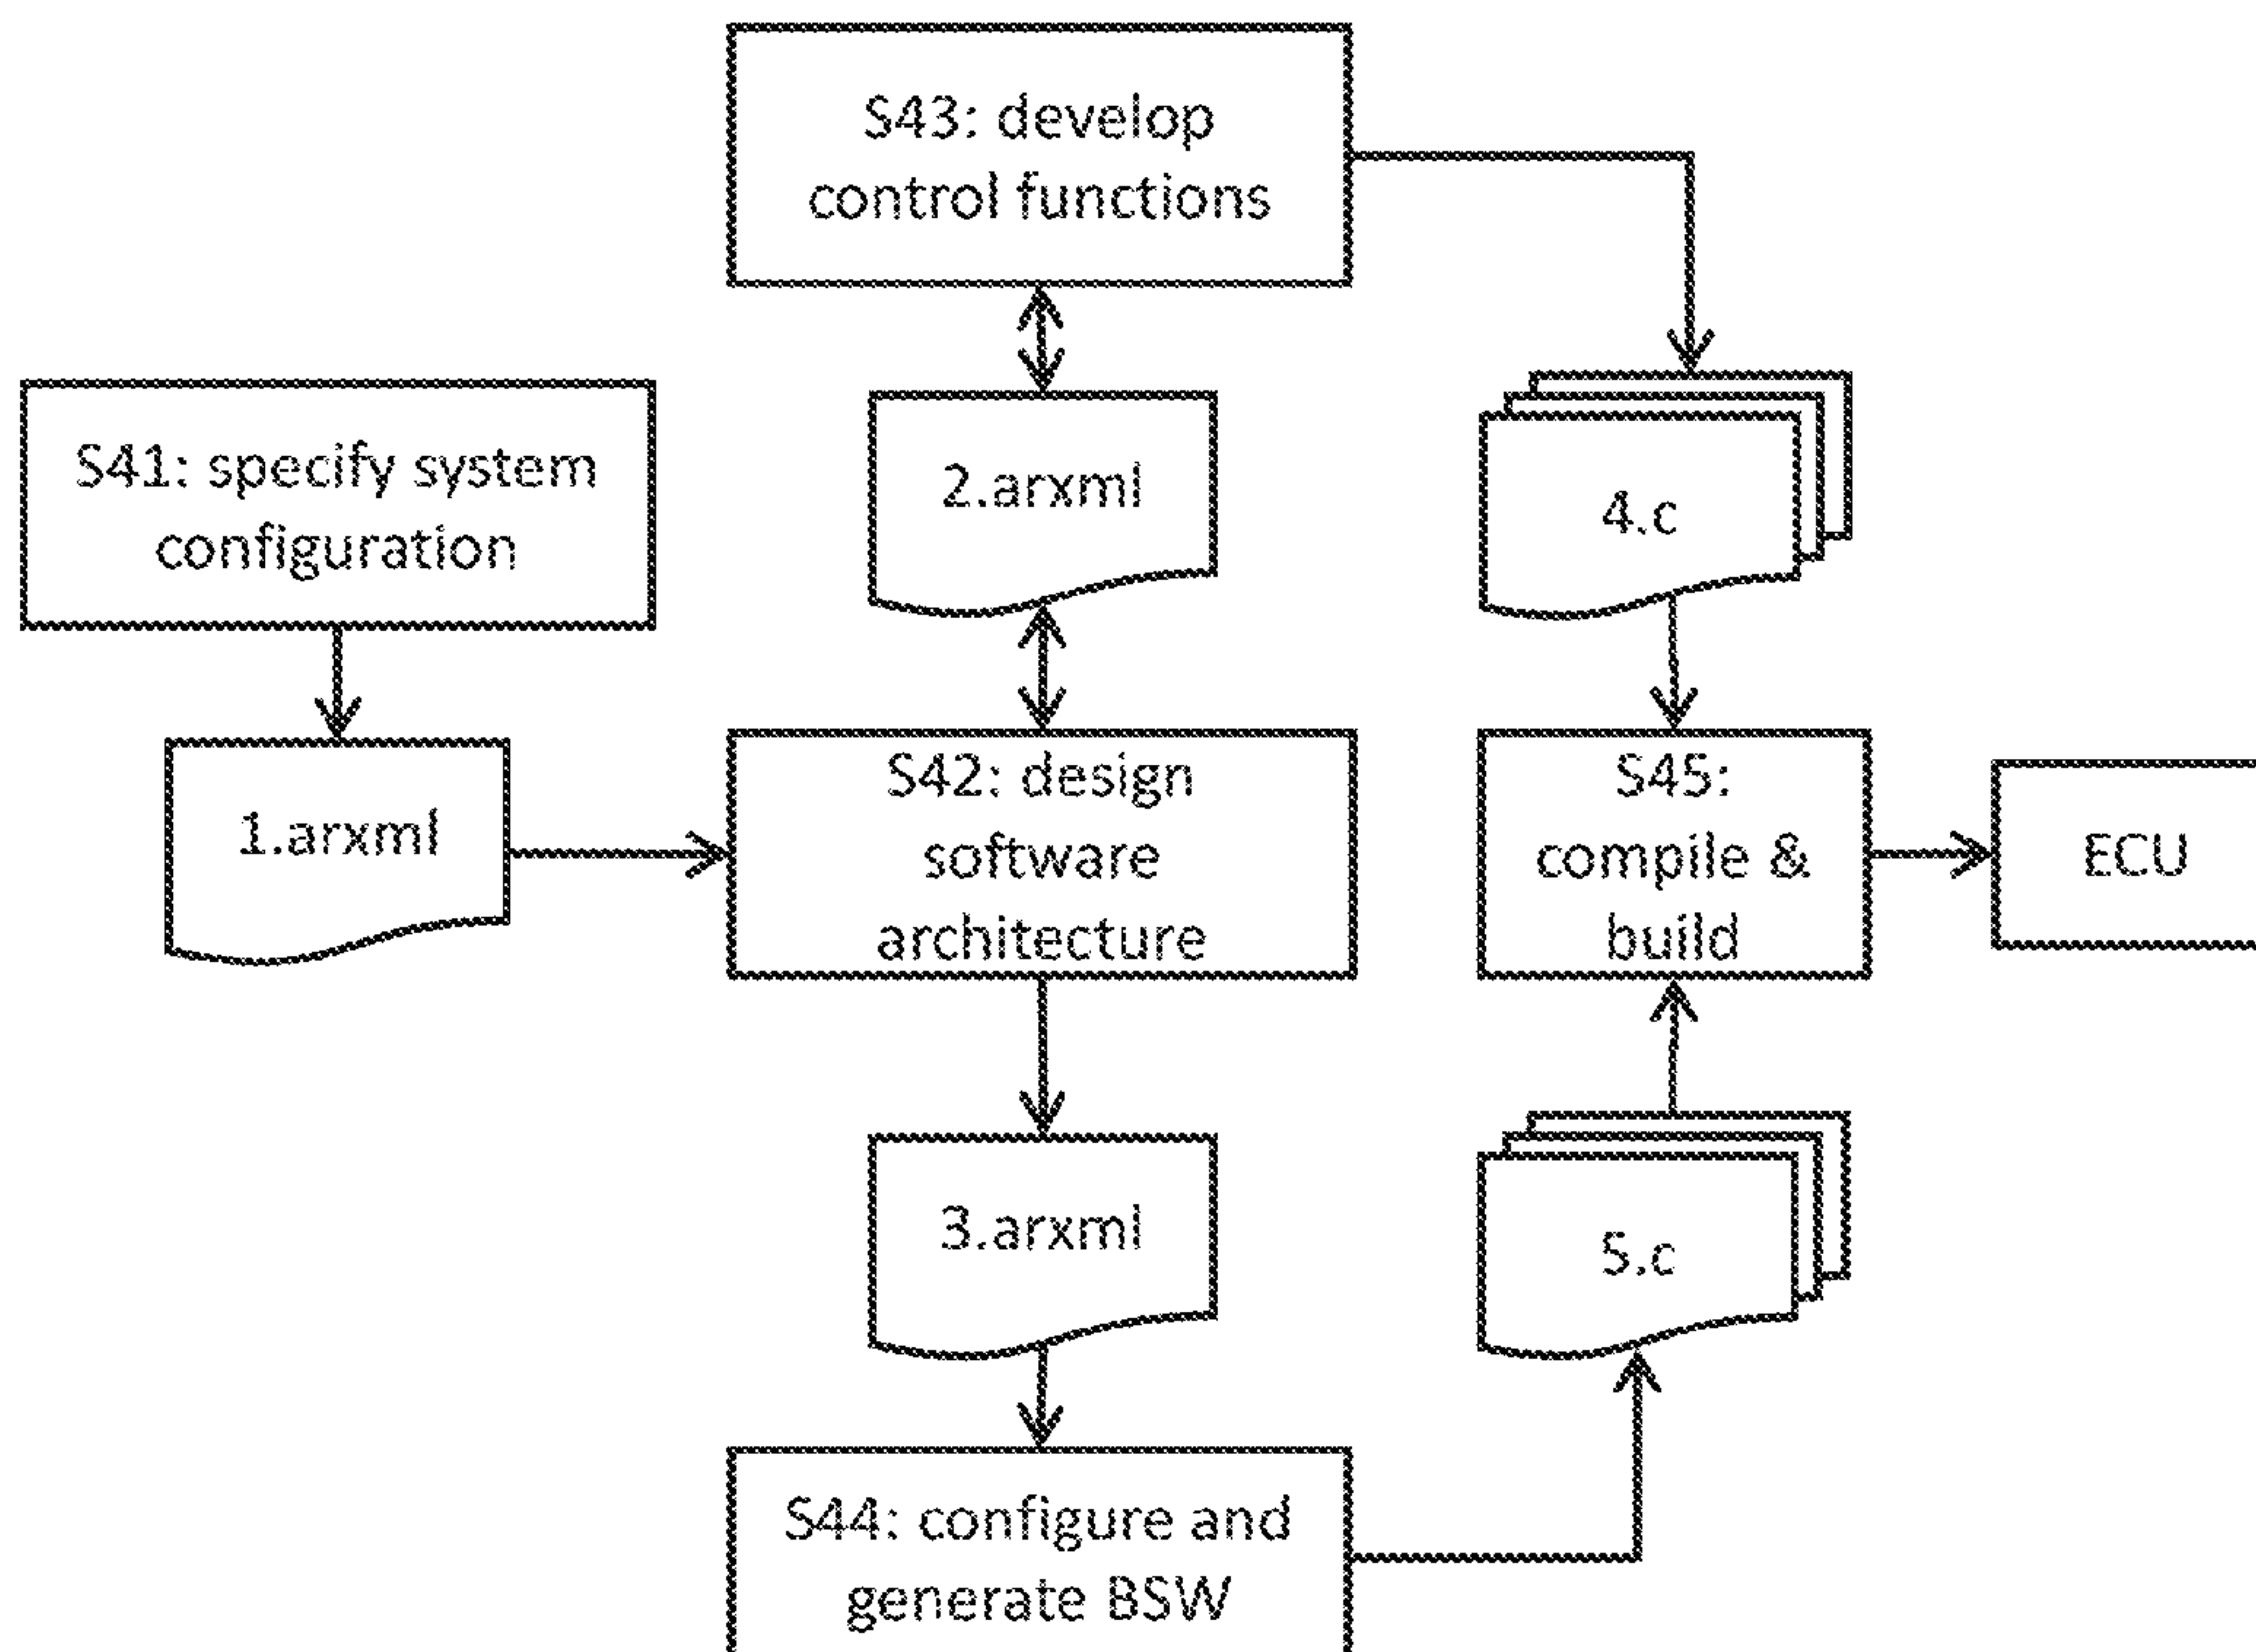 S43: develop
control functions
S41: specify system
configuration
2.arxml
4.c
1.arxml
S42: design
software
architecture
S45:
compile &
build
ECU
3.arxml
5.c
S44: configure and
generate BSW